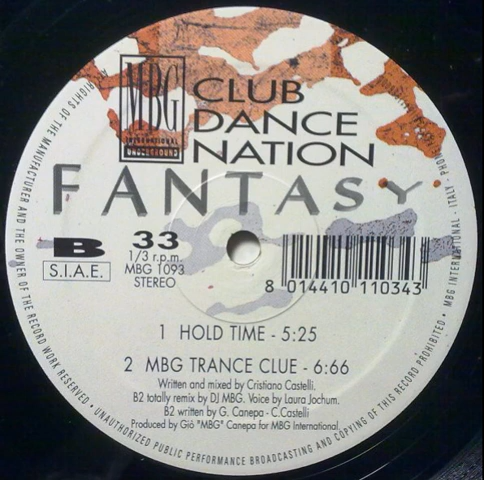 MBG
INTERNATIONAL
UNDERGROUND
CLUB
DANCE
NATION
FANTASY
B
S.I.A.E.
33
1/3 r.p.m.
MBG 1093
STEREO
8 014410 110343
1 HOLD TIME - 5:25
2 MBG TRANCE CLUE - 6:66
Written and mixed by Cristiano Castelli.
B2 totally remix by DJ MBG. Voice by Laura Jochum.
B2 written by G. Canepa - C.Castelli
Produced by Giò "MBG" Canepa for MBG International.
RIGHTS OF THE MANUFACTURER AND THE OWNER OF THE RECORD WORK RESERVED • UNAUTHORIZED PUBLIC PERFORMANCE BROADCASTING AND COPYING OF THIS RECORD PROHIBITED • MBG INTERNATIONAL - ITALY -